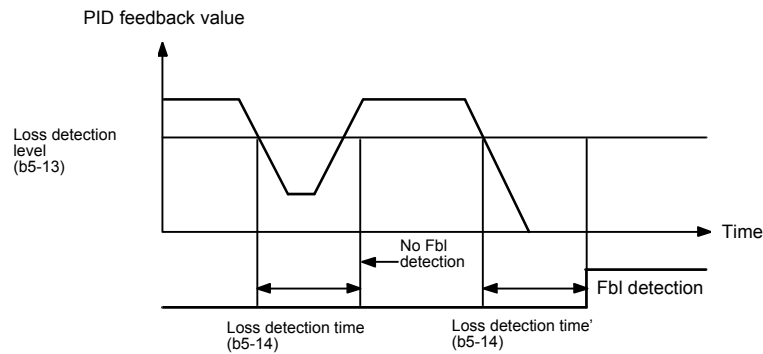 PID feedback value
Loss detection
level
(b5-13)
Time
No Fbl
detection
Fbl detection
Loss detection time
(b5-14)
Loss detection time’
(b5-14)